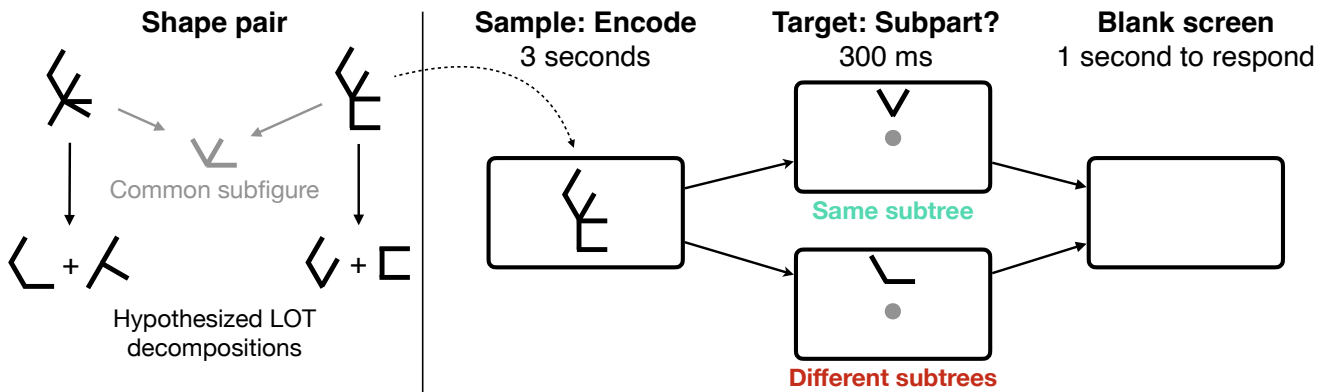 Shape pair
Common subfigure
+
+
Hypothesized LOT
decompositions
Sample: Encode
3 seconds
Target: Subpart?
300 ms
Blank screen
1 second to respond
Same subtree
Different subtrees